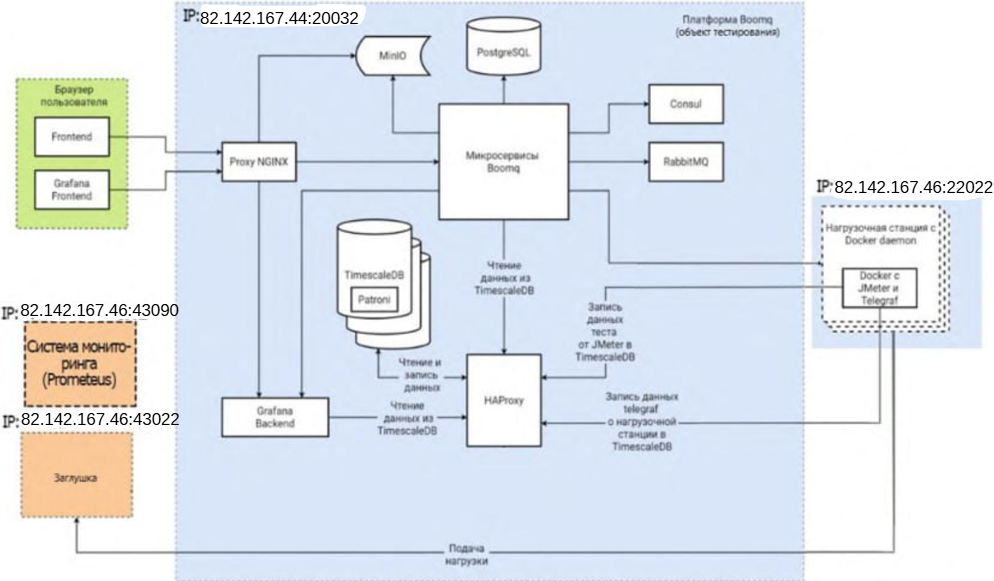 IP: 82.142.167.44:20032
Платформа Boomq
(объект тестирования)
MinIO
PostgreSQL
Браузер
пользователя
Frontend
Grafana
Frontend
Proxy NGINX
Микросервисы
Boomq
Consul
RabbitMQ
IP: 82.142.167.46:22022
Нагрузочная станция с
Docker daemon
Docker с
JMeter и
Telegraf
TimescaleDB
Patroni
Чтение
данных из
TimescaleDB
Запись
данных
теста
от JMeter в
TimescaleDB
IP: 82.142.167.46:43090
Система монито-
ринга
(Prometeus)
IP: 82.142.167.46:43022
Заглушка
Чтение и
запись
данных
HAProxy
Grafana
Backend
Чтение
данных из
TimescaleDB
Запись данных
telegraf
о нагрузочной
станции в
TimescaleDB
Подача
нагрузки